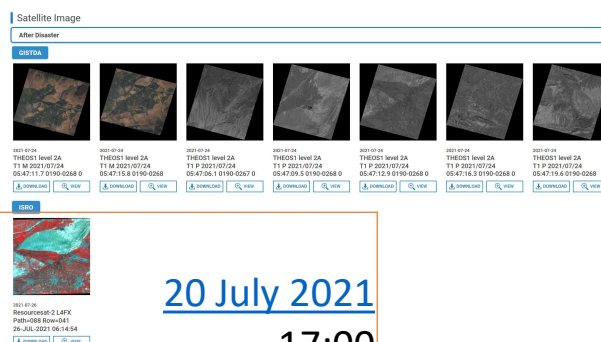 Satellite Image
After Disaster
GISTDA
2021-07-24
THEOS1 level 2A
T1 M 2021/07/24
05:47:11.7 0190-0268 0
DOWNLOAD VIEW
2021-07-24
THEOS1 level 2A
T1 M 2021/07/24
05:47:15.8 0190-0268
DOWNLOAD VIEW
2021-07-24
THEOS1 level 2A
T1 P 2021/07/24
05:47:06.1 0190-0267 0
DOWNLOAD VIEW
2021-07-24
THEOS1 level 2A
T1 P 2021/07/24
05:47:09.5 0190-0268 0
DOWNLOAD VIEW
2021-07-24
THEOS1 level 2A
T1 P 2021/07/24
05:47:12.9 0190-0268 0
DOWNLOAD VIEW
2021-07-24
THEOS1 level 2A
T1 P 2021/07/24
05:47:16.3 0190-0268 0
DOWNLOAD VIEW
2021-07-24
THEOS1 level 2A
T1 P 2021/07/24
05:47:19.6 0190-0268 0
DOWNLOAD VIEW
ISRO
2021-07-26
Resourcesat-2 L4FX
Path=088 Row=041
26-JUL-2021 06:14:54
DOWNLOAD VIEW
20 July 2021
17:00